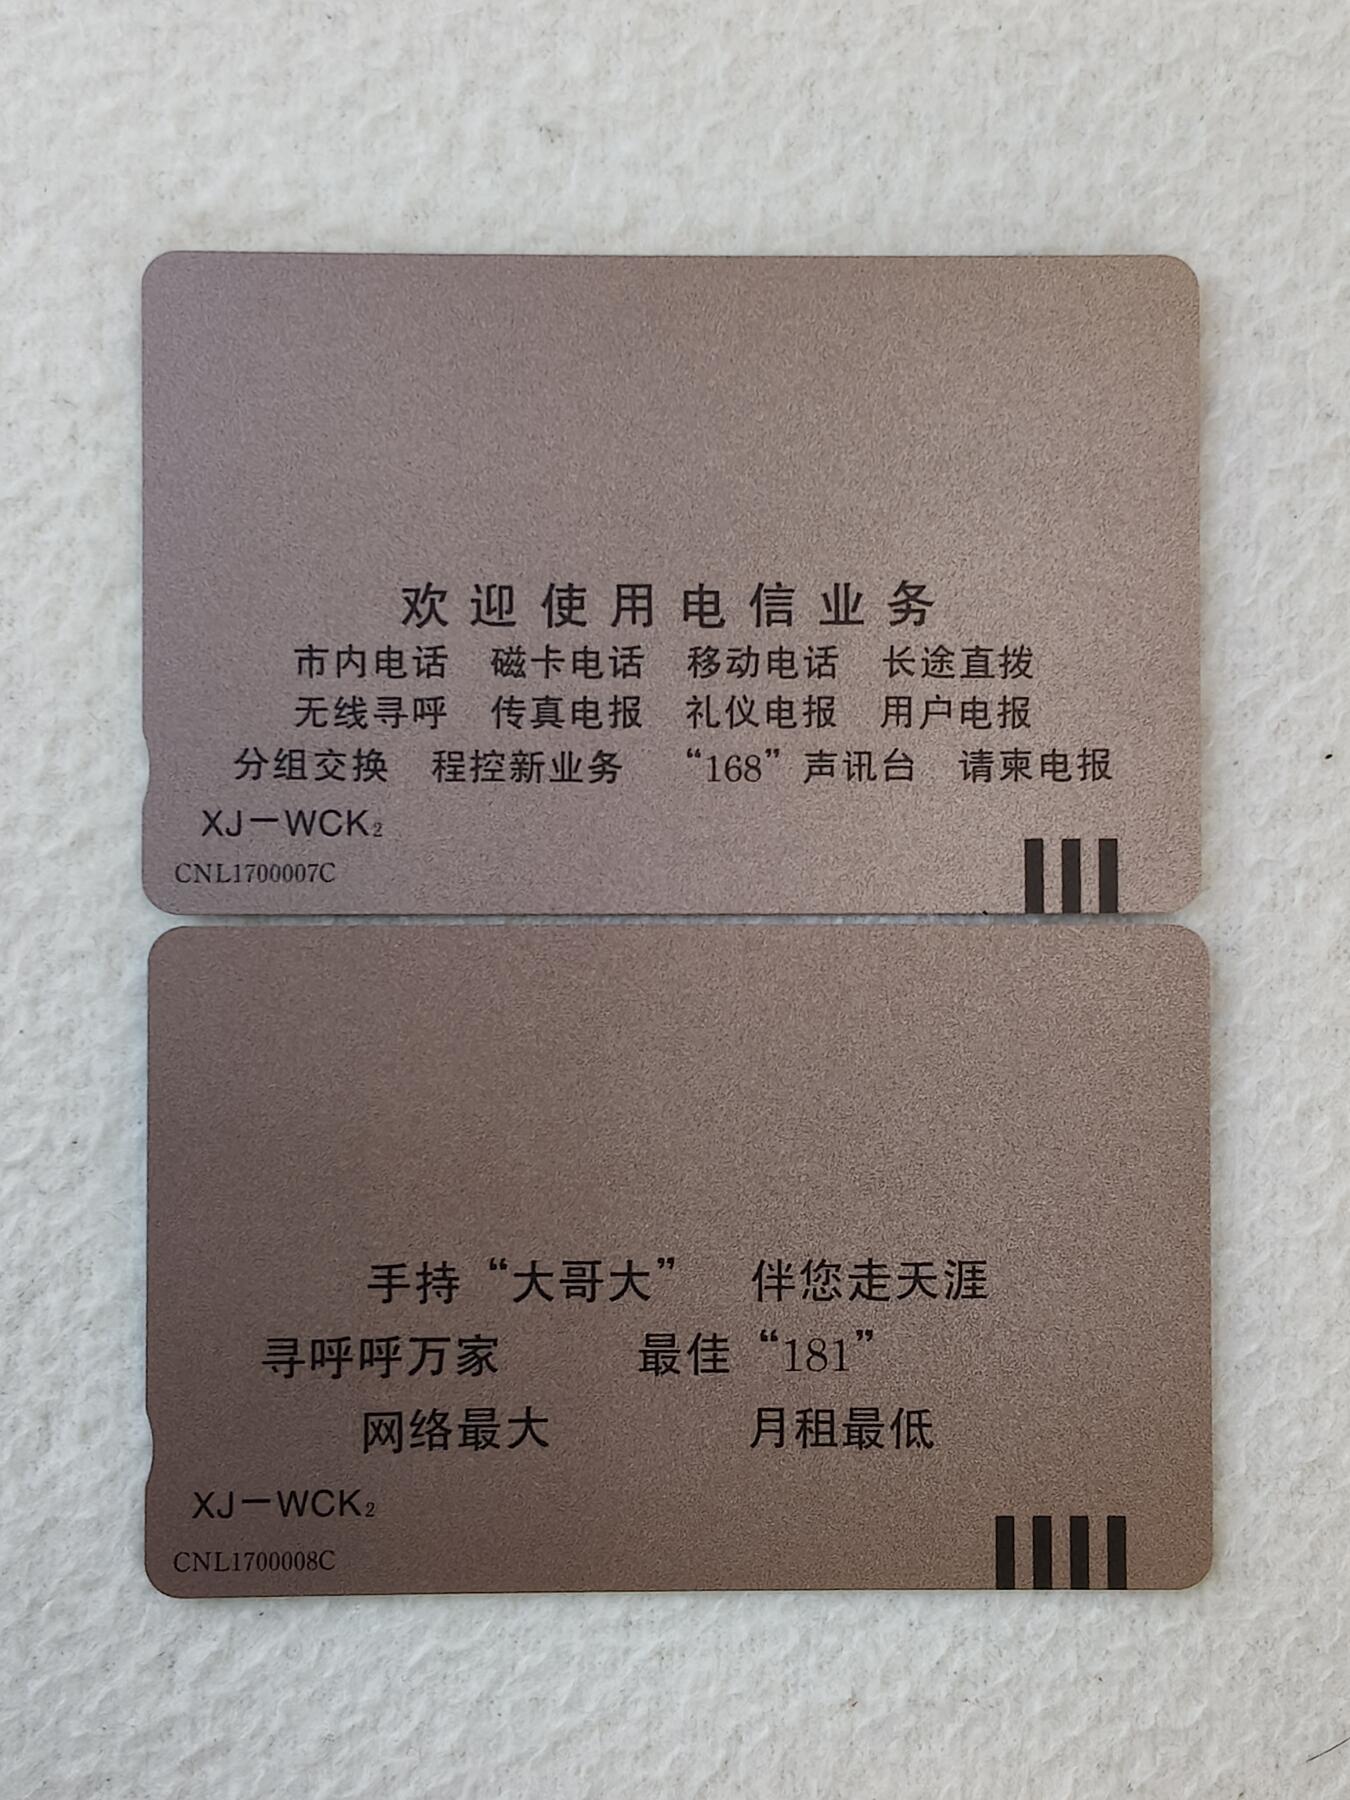 欢迎使用电信业务
市内电话 磁卡电话 移动电话 长途直拨
无线寻呼 传真电报 礼仪电报 用户电报
分组交换 程控新业务 “168”声讯台 请柬电报
XJ-WCK₂
CNL1700007C
手持“大哥大” 伴您走天涯
寻呼呼万家 最佳“181”
网络最大 月租最低
XJ-WCK₂
CNL1700008C